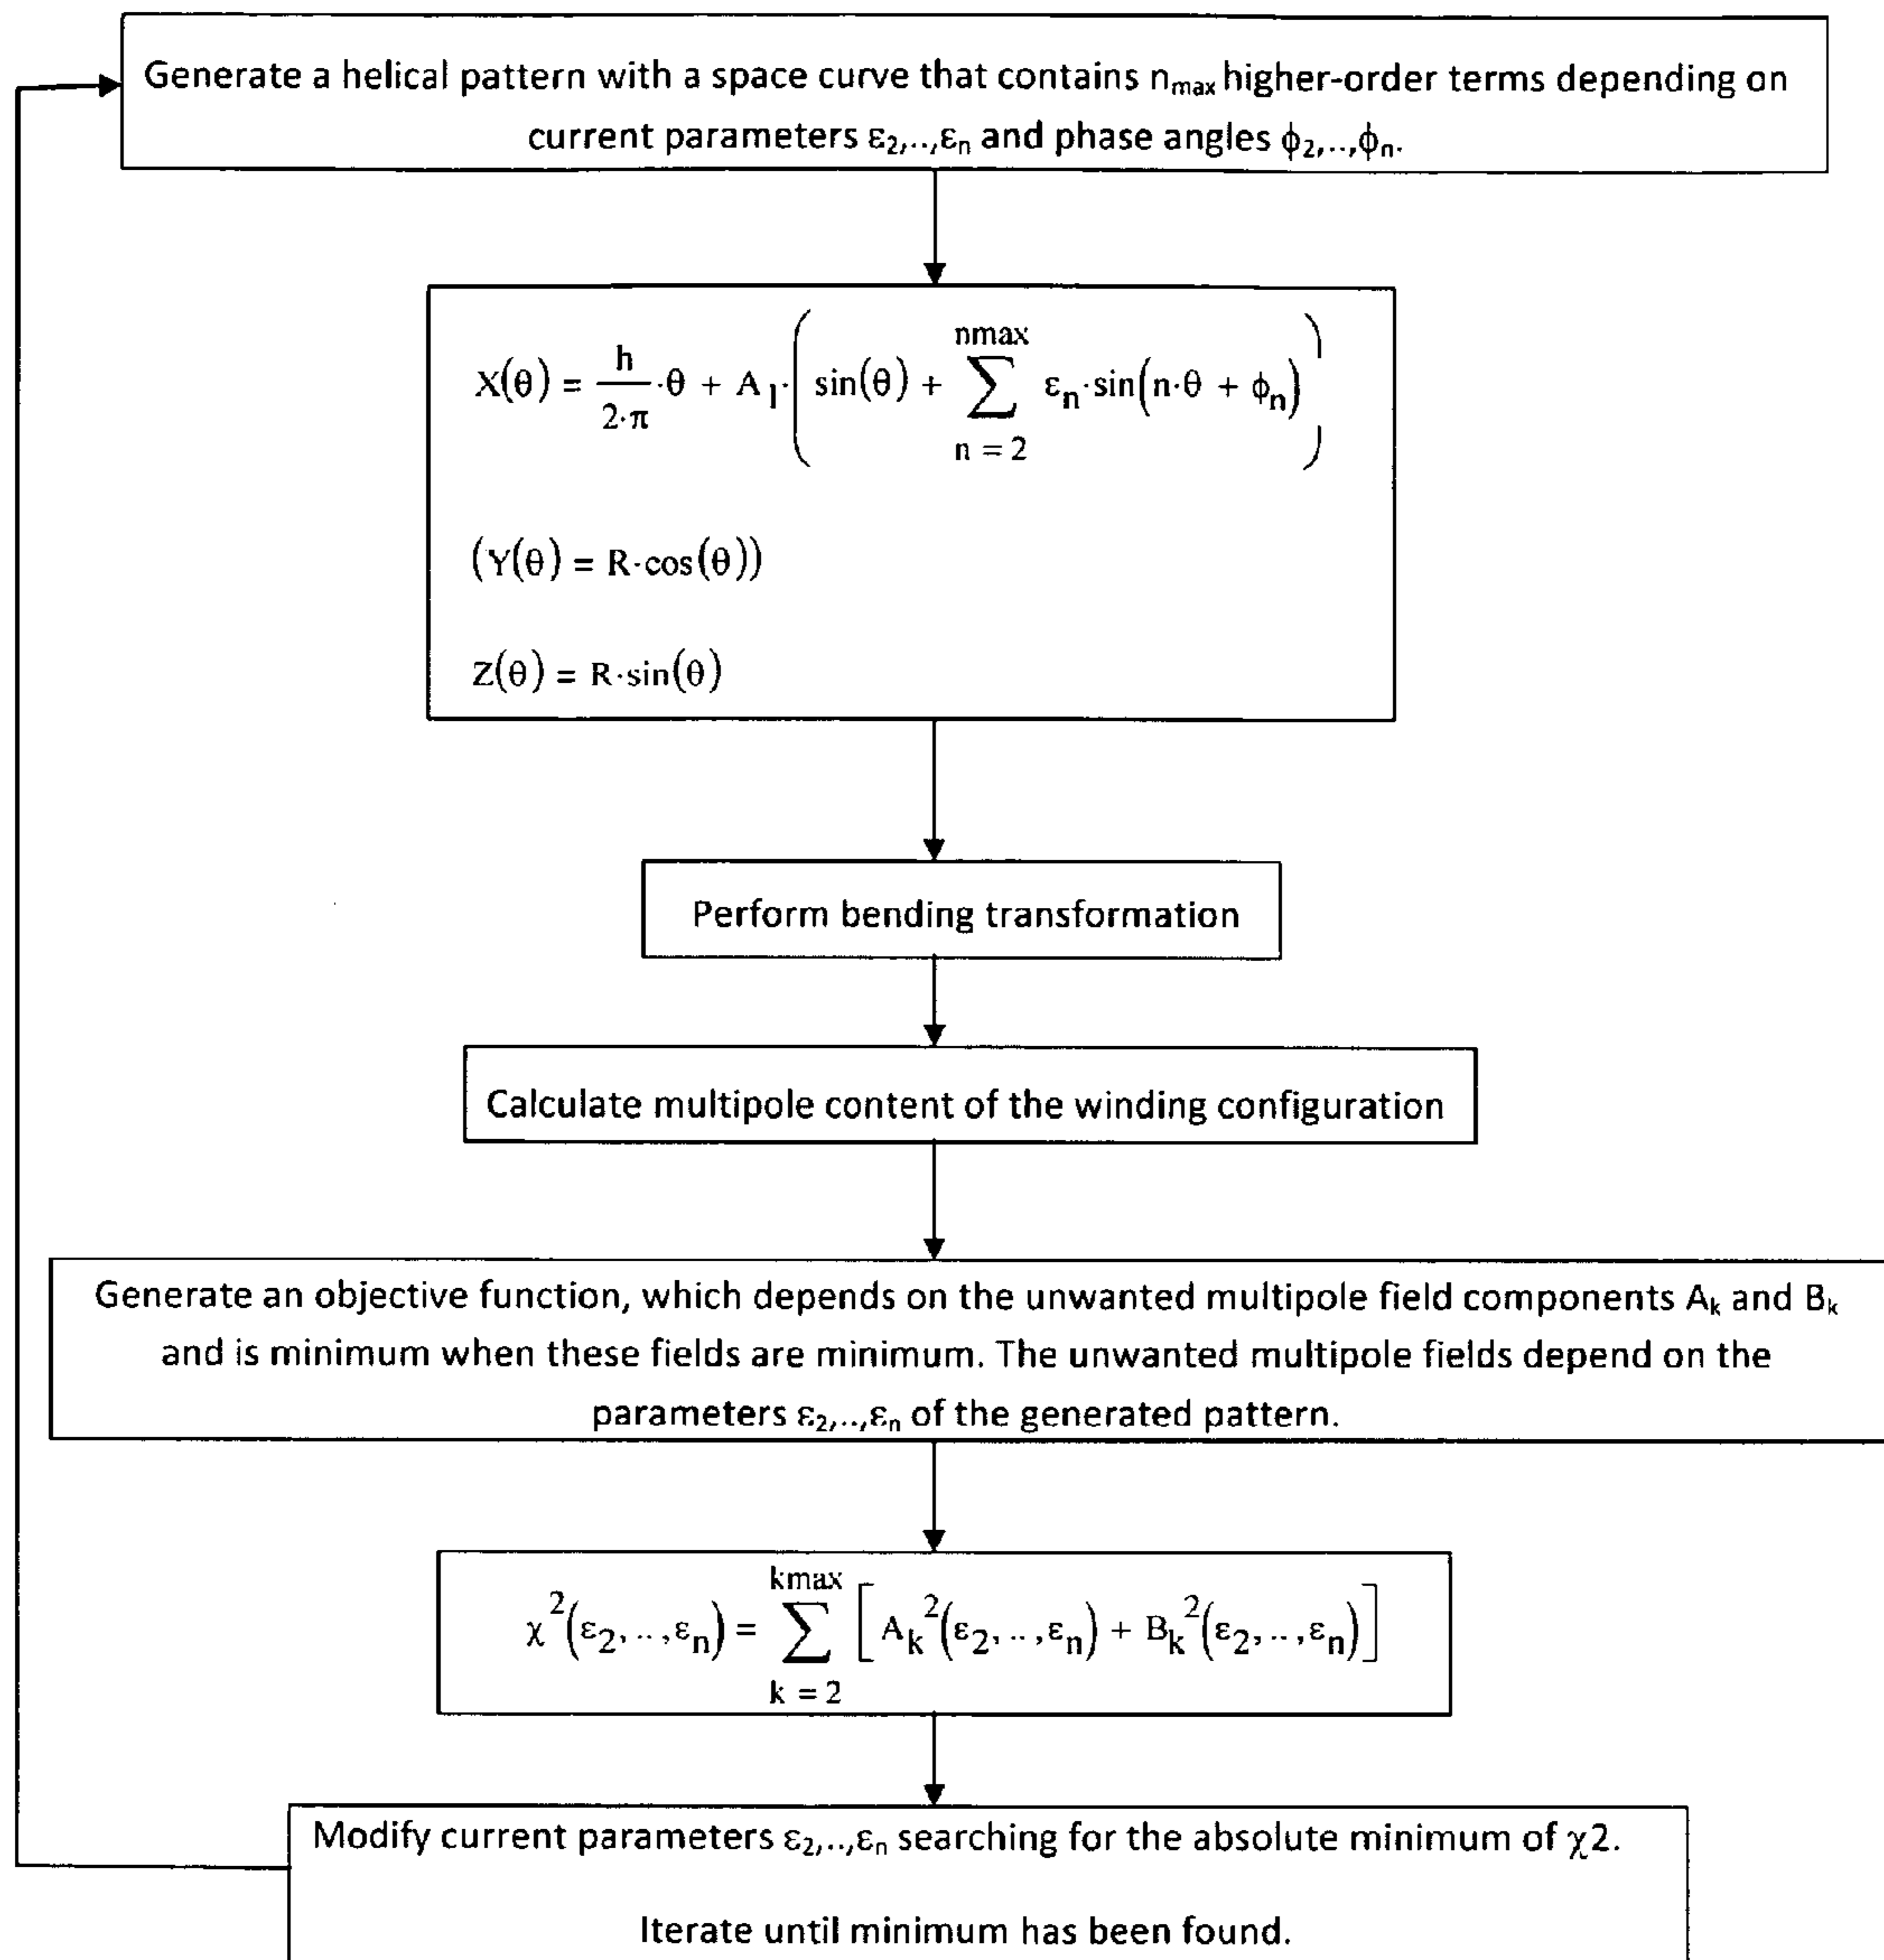 Generate a helical pattern with a space curve that contains nmax higher-order terms depending on
current parameters ε2,..,εn and phase angles ϕ2,..,ϕn.
X(θ) = h/(2·π)·θ + A1·(sin(θ) + ∑_{n = 2}^{nmax} εn·sin(n·θ + ϕn))
(Y(θ) = R·cos(θ))
Z(θ) = R·sin(θ)
Perform bending transformation
Calculate multipole content of the winding configuration
Generate an objective function, which depends on the unwanted multipole field components Ak and Bk
and is minimum when these fields are minimum. The unwanted multipole fields depend on the
parameters ε2,..,εn of the generated pattern.
χ^2(ε2,..,εn) = ∑_{k = 2}^{kmax} [Ak^2(ε2,..,εn) + Bk^2(ε2,..,εn)]
Modify current parameters ε2,..,εn searching for the absolute minimum of χ2.
Iterate until minimum has been found.